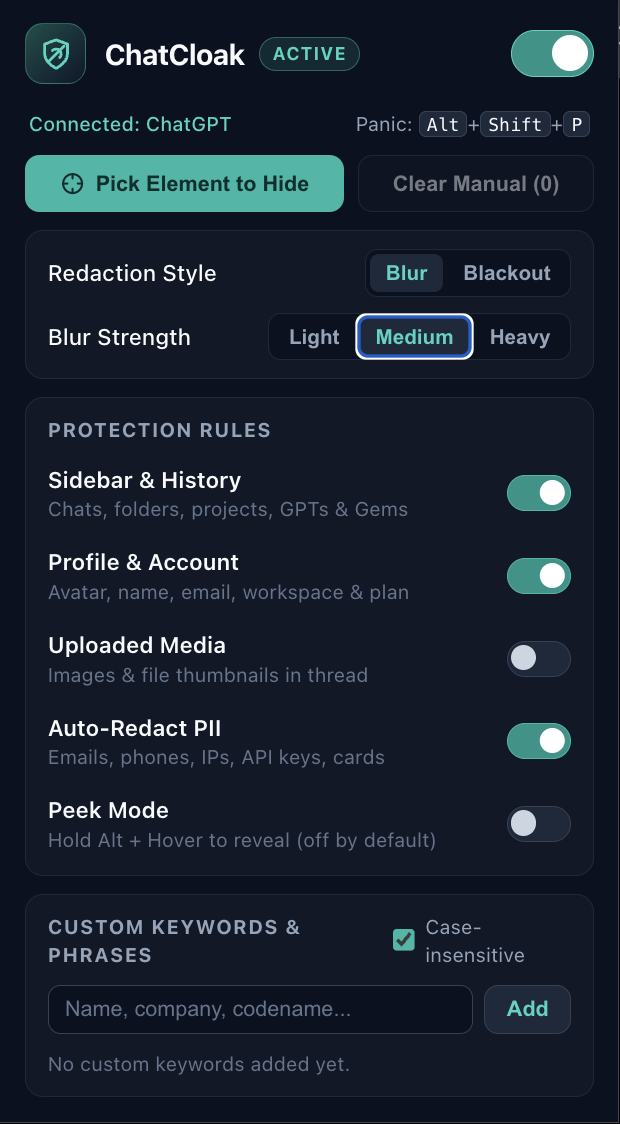 ChatCloak ACTIVE
Connected: ChatGPT Panic: Alt+Shift+P
Pick Element to Hide Clear Manual (0)
Redaction Style Blur Blackout
Blur Strength Light Medium Heavy
PROTECTION RULES
Sidebar & History
Chats, folders, projects, GPTs & Gems
Profile & Account
Avatar, name, email, workspace & plan
Uploaded Media
Images & file thumbnails in thread
Auto-Redact PII
Emails, phones, IPs, API keys, cards
Peek Mode
Hold Alt + Hover to reveal (off by default)
CUSTOM KEYWORDS &
PHRASES
Case-
insensitive
Name, company, codename... Add
No custom keywords added yet.